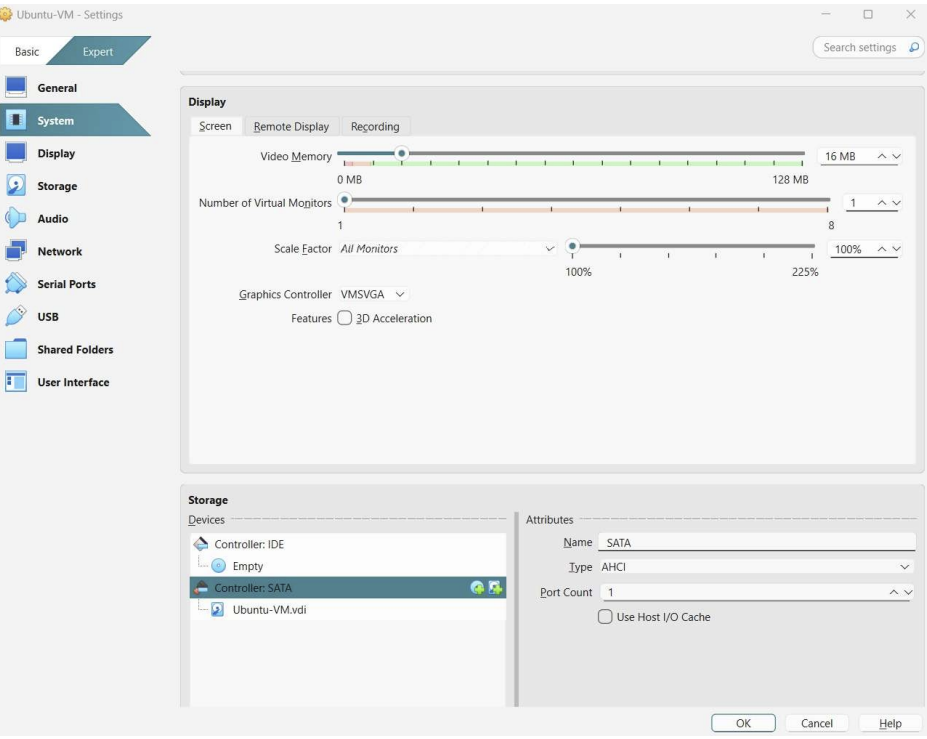 Ubuntu-VM - Settings
Basic
Expert
Search settings
General
System
Display
Storage
Audio
Network
Serial Ports
USB
Shared Folders
User Interface
Display
Screen
Remote Display
Recording
Video Memory
16 MB
0 MB
128 MB
Number of Virtual Monitors
1
1
8
Scale Factor All Monitors
100%
100%
225%
Graphics Controller VMSVGA
Features 3D Acceleration
Storage
Devices
Controller: IDE
Empty
Controller: SATA
Ubuntu-VM.vdi
Attributes
Name SATA
Type AHCI
Port Count 1
Use Host I/O Cache
OK
Cancel
Help